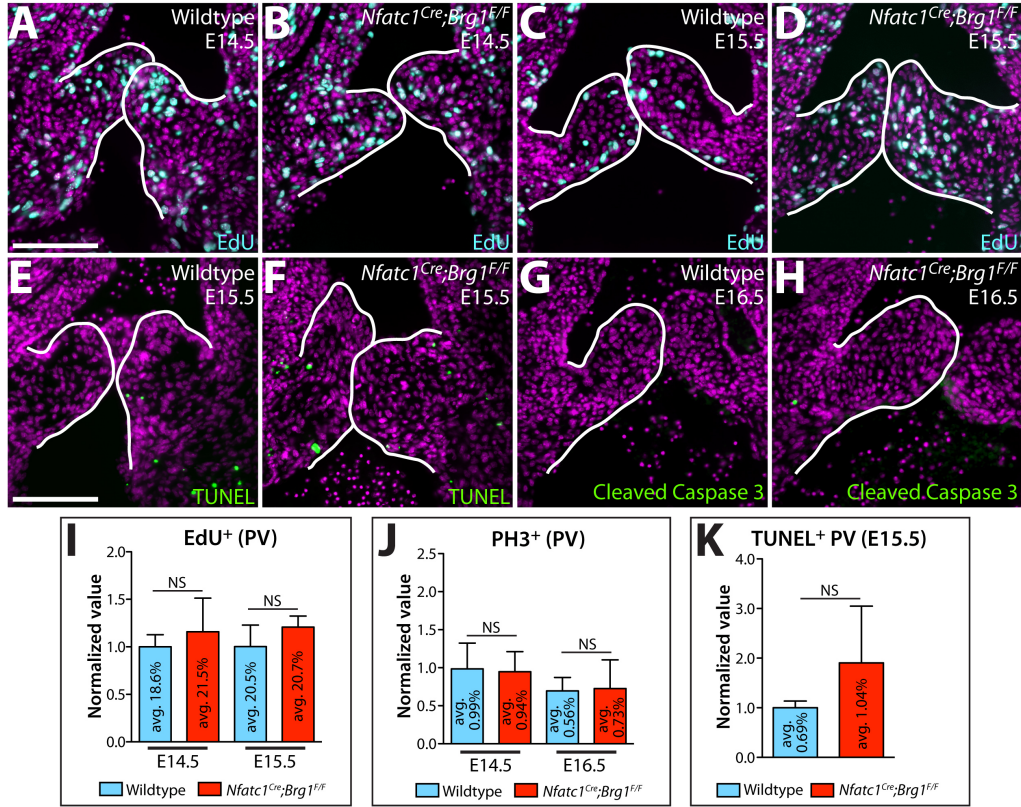 A
Wildtype
E14.5
EdU
B
Nfatc1Cre;Brg1F/F
E14.5
EdU
C
Wildtype
E15.5
EdU
D
Nfatc1Cre;Brg1F/F
E15.5
EdU
E
Wildtype
E15.5
TUNEL
F
Nfatc1Cre;Brg1F/F
E15.5
TUNEL
G
Wildtype
E16.5
Cleaved Caspase 3
H
Nfatc1Cre;Brg1F/F
E16.5
Cleaved Caspase 3
I
EdU+ (PV)
Normalized value
2.0
1.5
1.0
0.5
0.0
NS
NS
avg. 18.6%
avg. 21.5%
avg. 20.5%
avg. 20.7%
E14.5
E15.5
Wildtype
Nfatc1Cre;Brg1F/F
J
PH3+ (PV)
Normalized value
2.5
2.0
1.5
1.0
0.5
0.0
NS
NS
avg.
0.99%
avg.
0.94%
avg.
0.56%
avg.
0.73%
E14.5
E16.5
Wildtype
Nfatc1Cre;Brg1F/F
K
TUNEL+ PV (E15.5)
Normalized value
4.0
3.0
2.0
1.0
0.0
NS
avg.
0.69%
avg. 1.04%
Wildtype
Nfatc1Cre;Brg1F/F